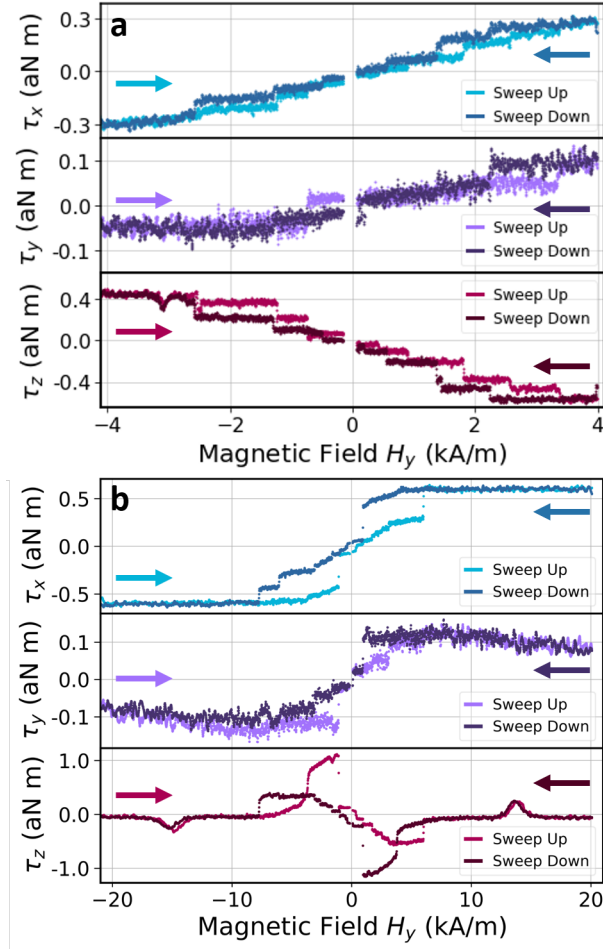 a
τx (aN m)
0.3
0.0
-0.3
Sweep Up
Sweep Down
τy (aN m)
0.1
0.0
-0.1
Sweep Up
Sweep Down
τz (aN m)
0.4
0.0
-0.4
Sweep Up
Sweep Down
−4
−2
0
2
4
Magnetic Field Hy (kA/m)
b
τx (aN m)
0.5
0.0
-0.5
Sweep Up
Sweep Down
τy (aN m)
0.1
0.0
-0.1
Sweep Up
Sweep Down
τz (aN m)
1.0
0.0
-1.0
Sweep Up
Sweep Down
−20
−10
0
10
20
Magnetic Field Hy (kA/m)